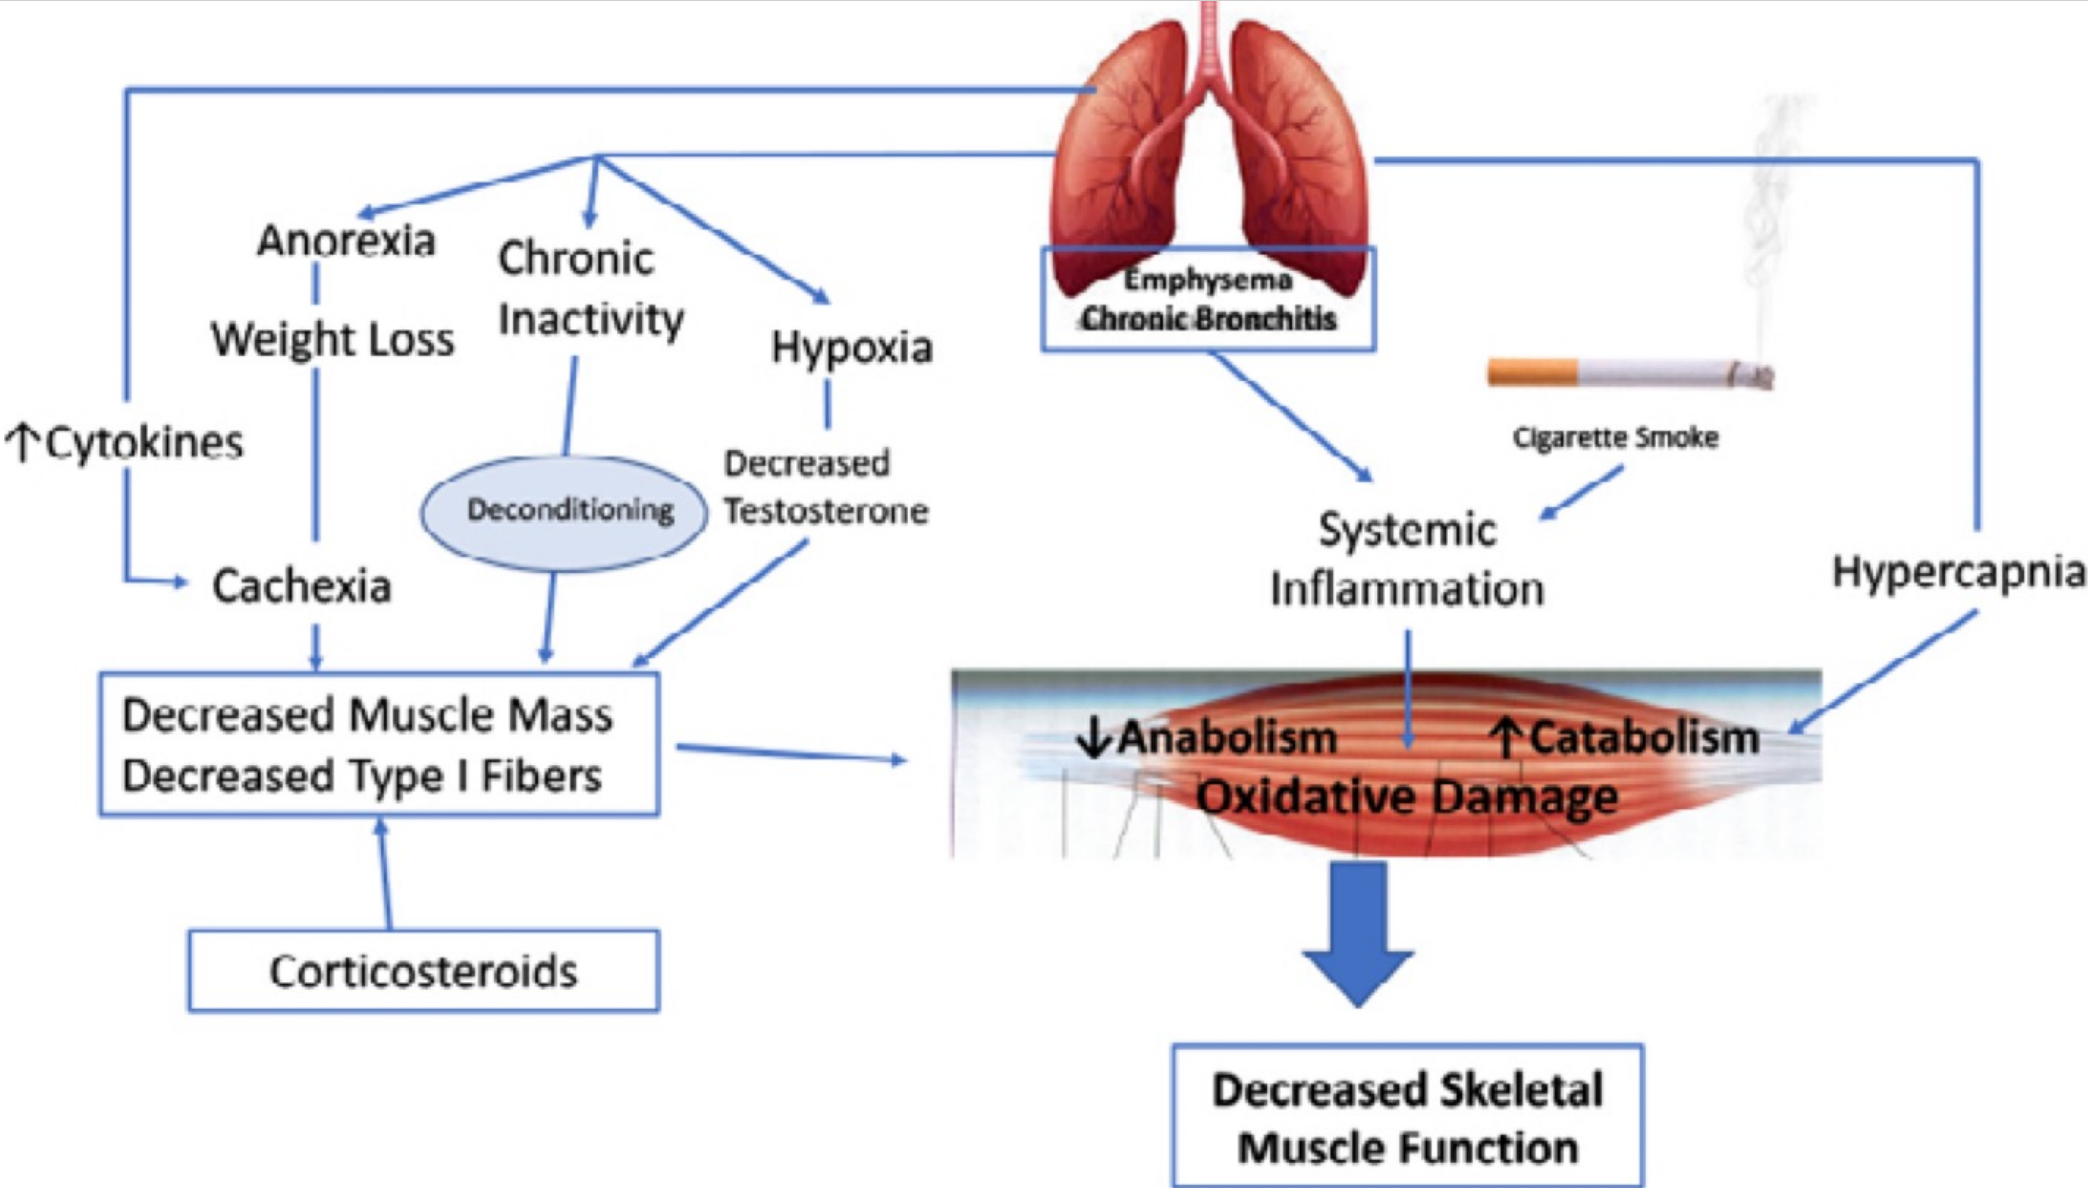 Emphysema
Chronic Bronchitis
Anorexia
Chronic
Inactivity
Weight Loss
Hypoxia
↑Cytokines
Deconditioning
Decreased
Testosterone
Cigarette Smoke
Systemic
Inflammation
Hypercapnia
Cachexia
Decreased Muscle Mass
Decreased Type I Fibers
↓Anabolism
↑Catabolism
Oxidative Damage
Corticosteroids
Decreased Skeletal
Muscle Function